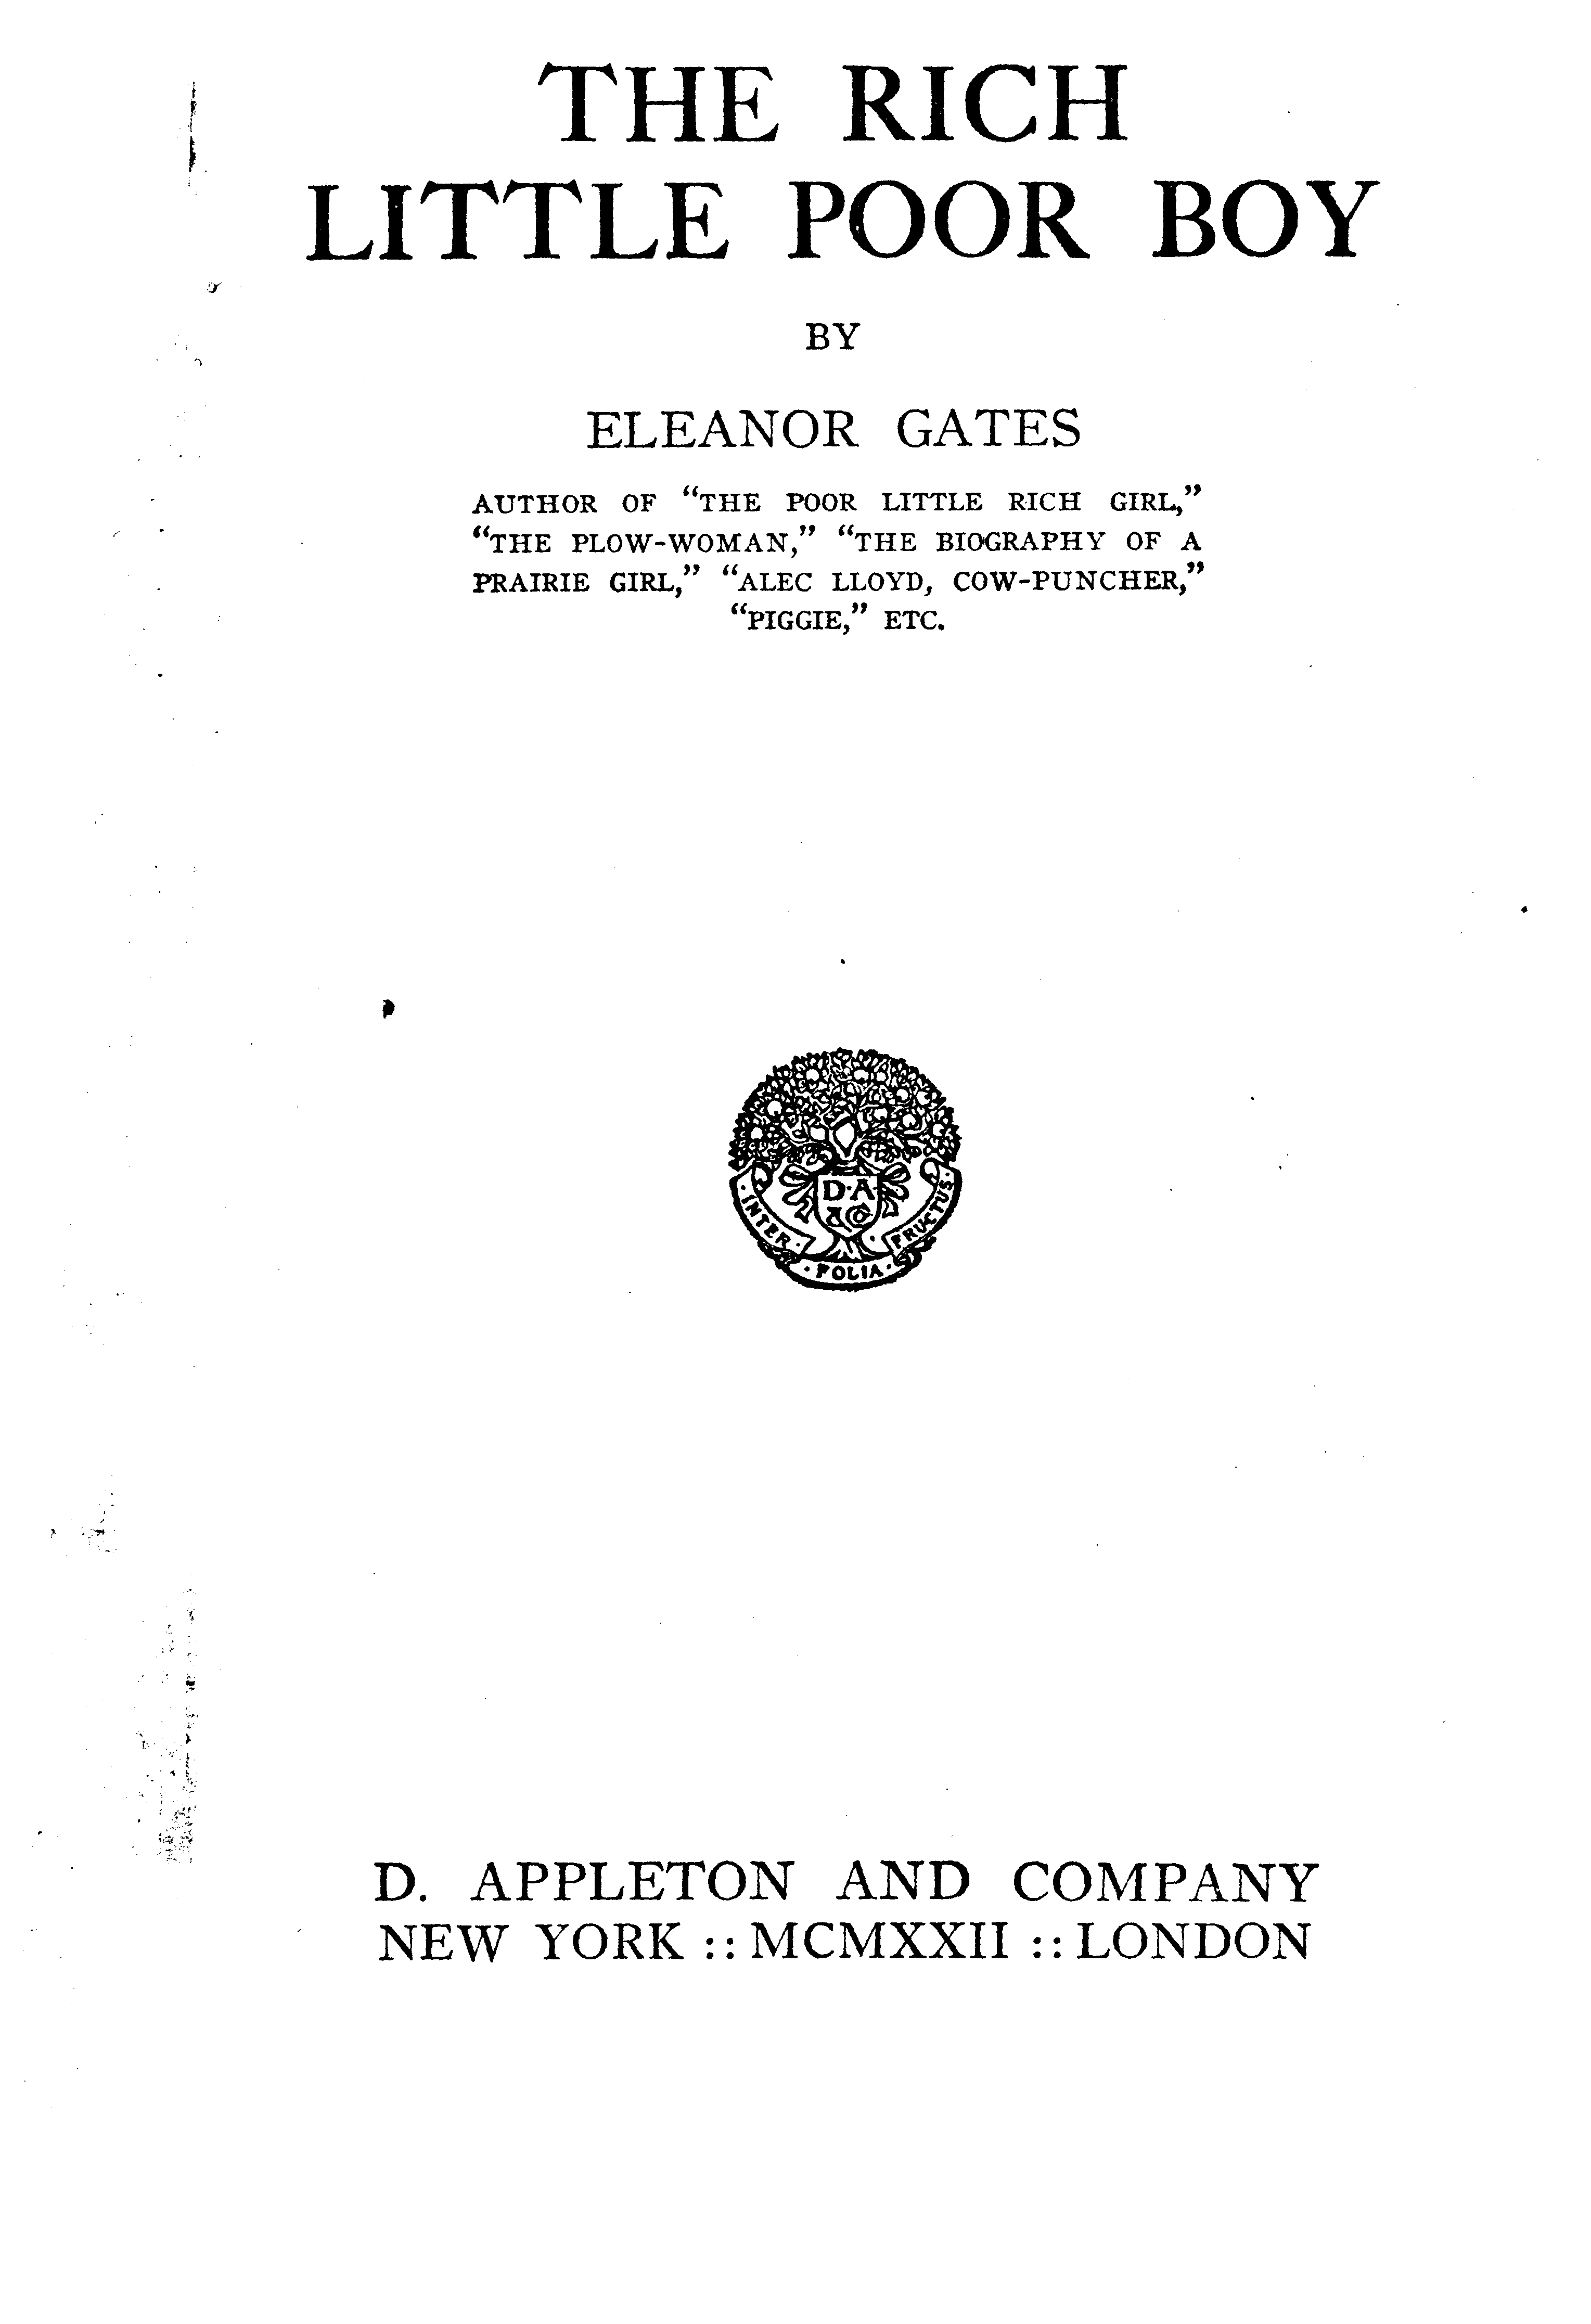 THE RICH
LITTLE POOR BOY
BY
ELEANOR GATES
AUTHOR OF “THE POOR LITTLE RICH GIRL,”
“THE PLOW-WOMAN,” “THE BIOGRAPHY OF A
PRAIRIE GIRL,” “ALEC LLOYD, COW-PUNCHER,”
“PIGGIE,” ETC.
D·A·
& Co
·INTER·
·FOLIA·
·FRUCTUS·
D. APPLETON AND COMPANY
NEW YORK :: MCMXXII :: LONDON